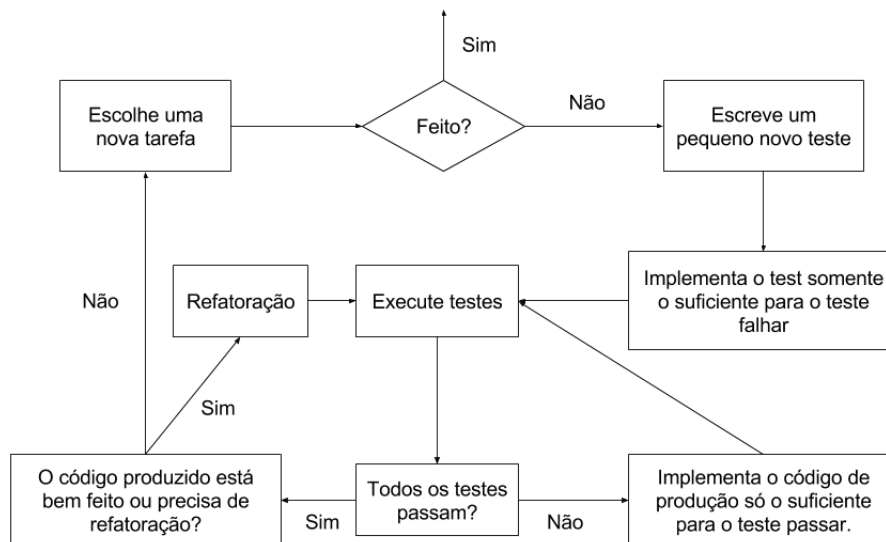 Sim
Escolhe uma
nova tarefa
Feito?
Não
Escreve um
pequeno novo teste
Não
Refatoração
Execute testes
Implementa o test somente
o suficiente para o teste
falhar
Sim
O código produzido está
bem feito ou precisa de
refatoração?
Sim
Todos os testes
passam?
Não
Implementa o código de
produção só o suficiente
para o teste passar.